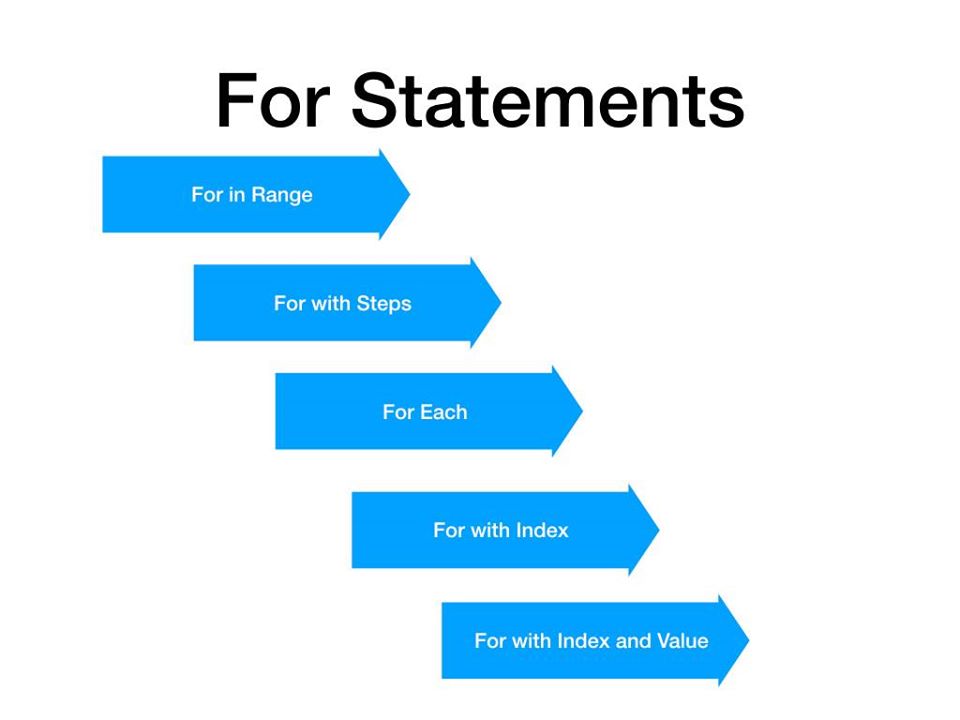 For Statements
For in Range
For with Steps
For Each
For with Index
For with Index and Value